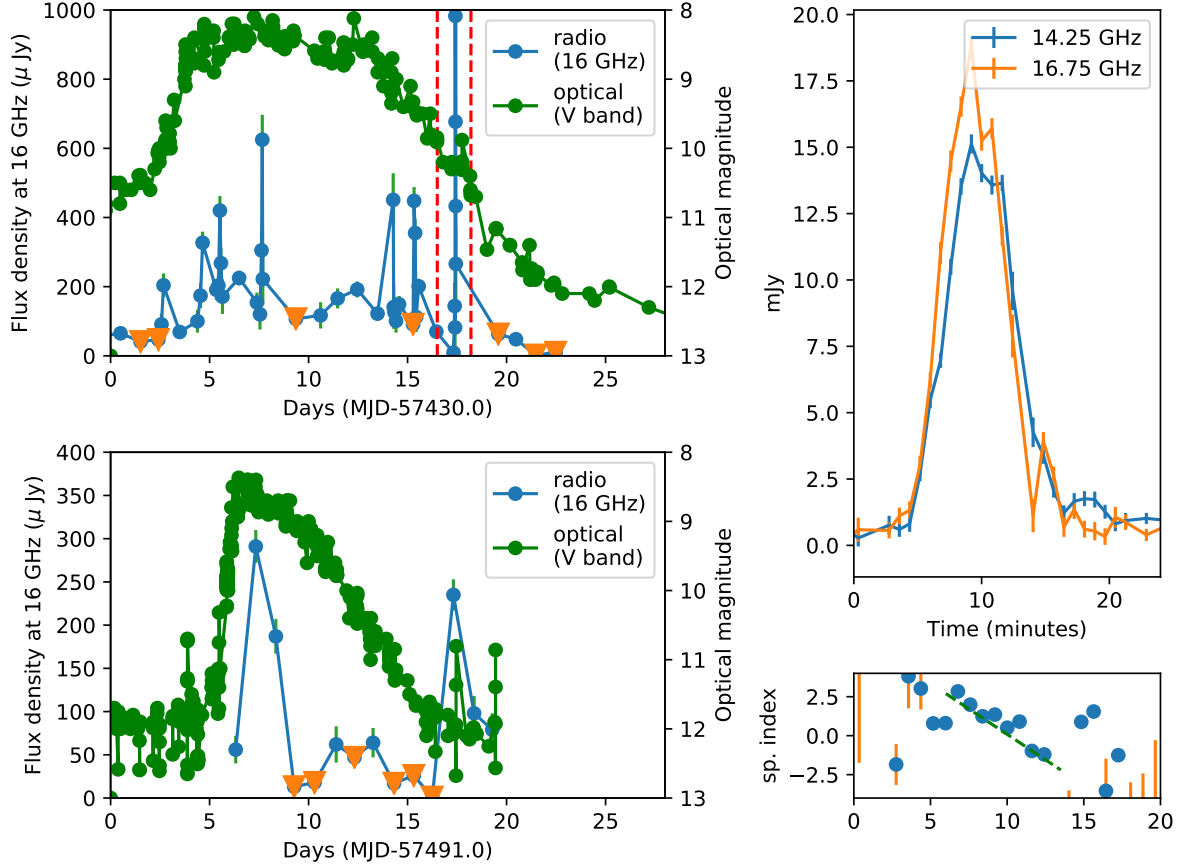 1000
800
600
400
200
0
Flux density at 16 GHz (μ Jy)
radio
(16 GHz)
optical
(V band)
8
9
10
11
12
13
Optical magnitude
0 5 10 15 20 25
Days (MJD-57430.0)
400
350
300
250
200
150
100
50
0
Flux density at 16 GHz (μ Jy)
radio
(16 GHz)
optical
(V band)
8
9
10
11
12
13
Optical magnitude
0 5 10 15 20 25
Days (MJD-57491.0)
20.0
17.5
15.0
12.5
10.0
7.5
5.0
2.5
0.0
mJy
14.25 GHz
16.75 GHz
0 10 20
Time (minutes)
2.5
0.0
−2.5
sp. index
0 5 10 15 20